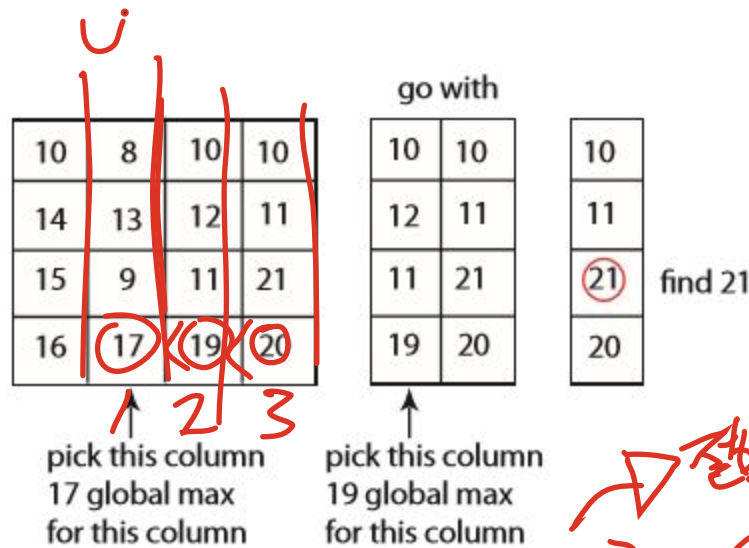 Ui
go with
10 8 10 10
14 13 12 11
15 9 11 21
16 17 < 19 < 20
10 10
12 11
11 21
19 20
10
11
21
20
find 21
1 2 3
pick this column
17 global max
for this column
pick this column
19 global max
for this column